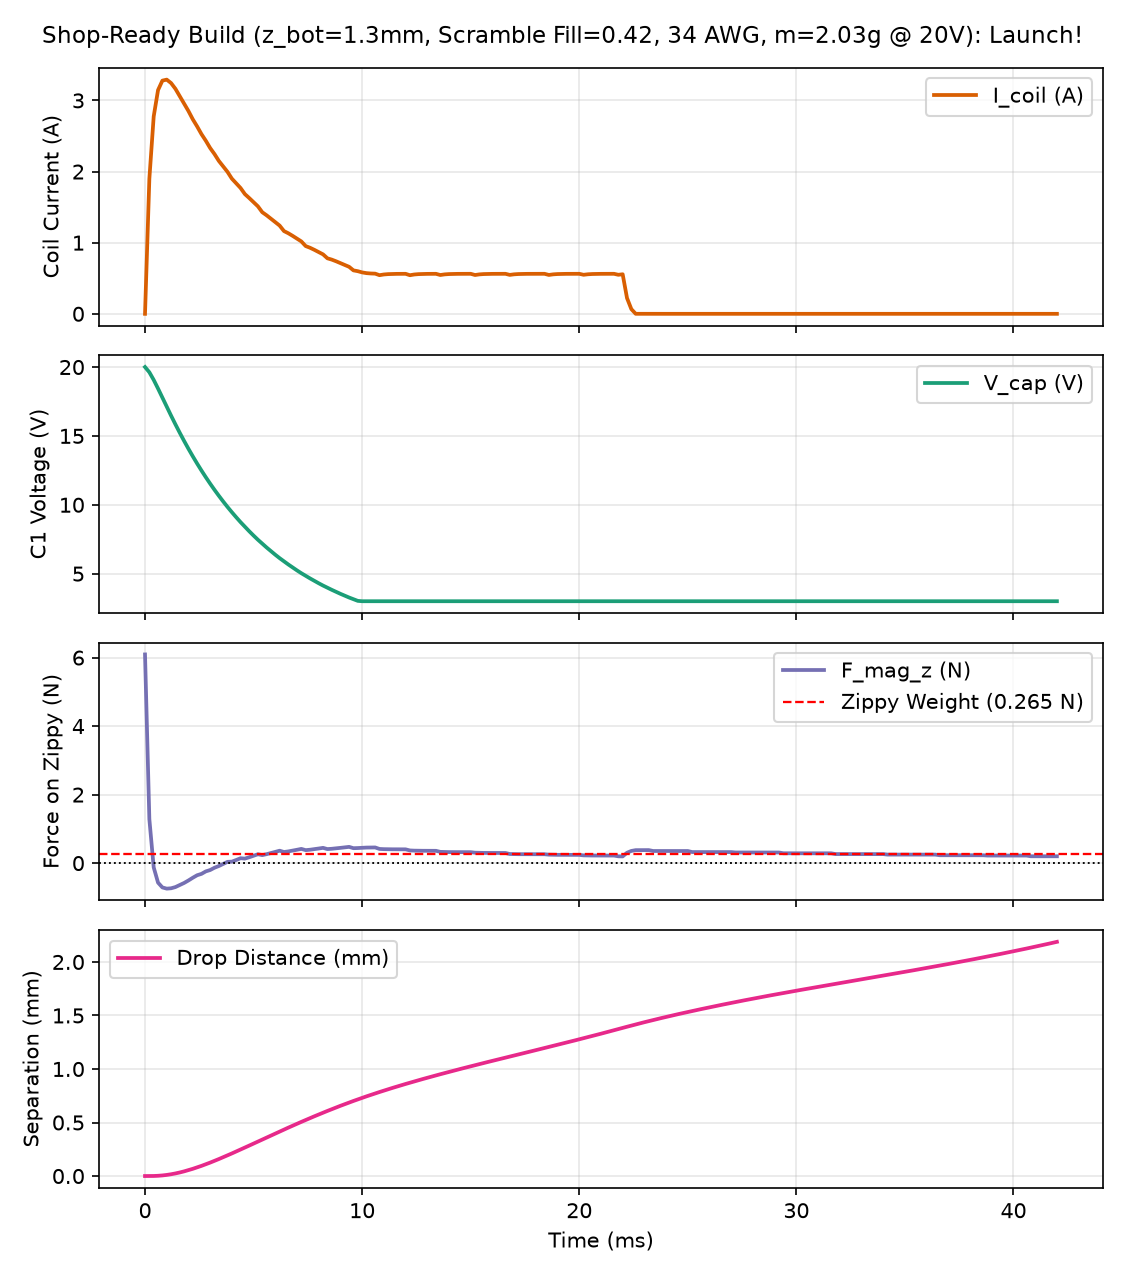 Shop-Ready Build (z_bot=1.3mm, Scramble Fill=0.42, 34 AWG, m=2.03g @ 20V): Launch!
Coil Current (A)
3
2
1
0
I_coil (A)
C1 Voltage (V)
20
15
10
5
V_cap (V)
Force on Zippy (N)
6
4
2
0
F_mag_z (N)
Zippy Weight (0.265 N)
Separation (mm)
2.0
1.5
1.0
0.5
0.0
Drop Distance (mm)
0
10
20
30
40
Time (ms)